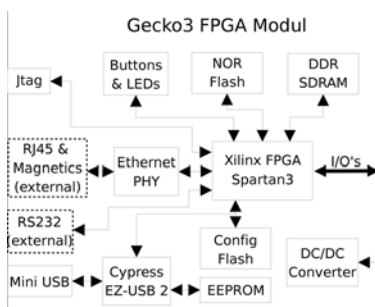 Gecko3 FPGA Modul
Jtag
Buttons
& LEDs
NOR
Flash
DDR
SDRAM
RJ45 &
Magnetics
(external)
Ethernet
PHY
Xilinx FPGA
Spartan3
I/O's
RS232
(external)
Config
Flash
DC/DC
Converter
Mini USB
Cypress
EZ-USB 2
EEPROM